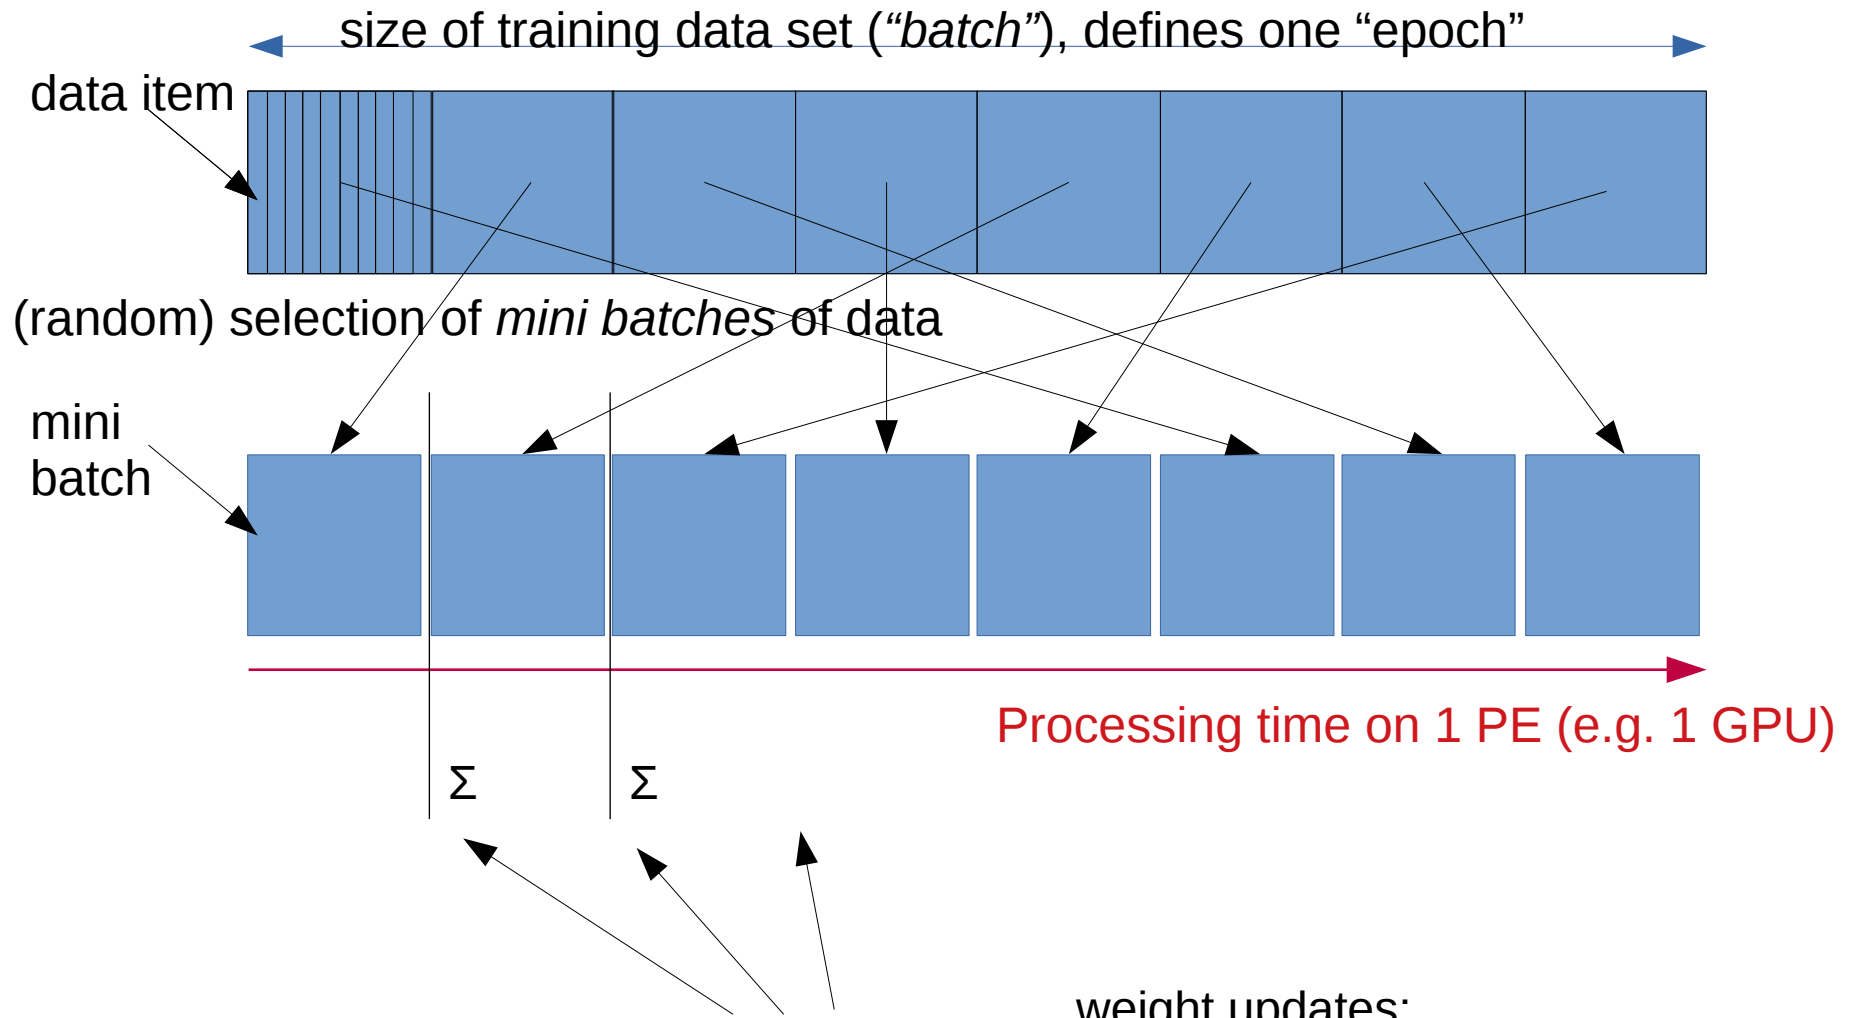 size of training data set (“batch”), defines one “epoch”
data item
(random) selection of mini batches of data
mini
batch
Processing time on 1 PE (e.g. 1 GPU)
Σ Σ
weight updates: